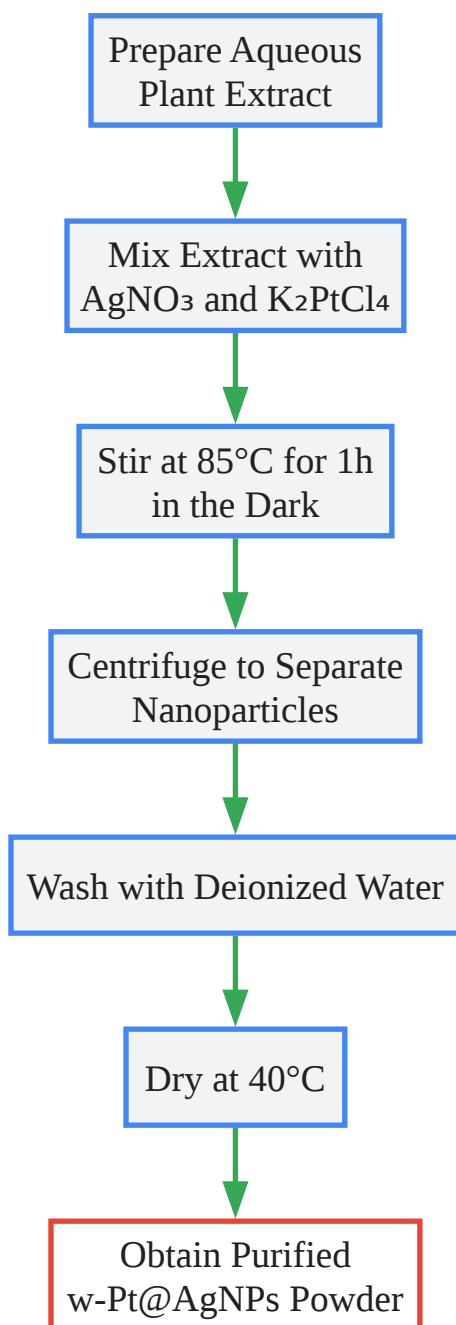 Prepare Aqueous
Plant Extract
Mix Extract with
AgNO₃ and K₂PtCl₄
Stir at 85°C for 1h
in the Dark
Centrifuge to Separate
Nanoparticles
Wash with Deionized Water
Dry at 40°C
Obtain Purified
w-Pt@AgNPs Powder